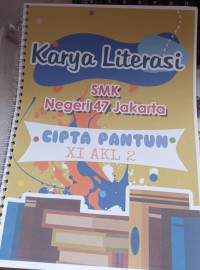 Karya Literasi
SMK
Negeri 47 Jakarta
CIPTA PANTUN
XI AKL 2